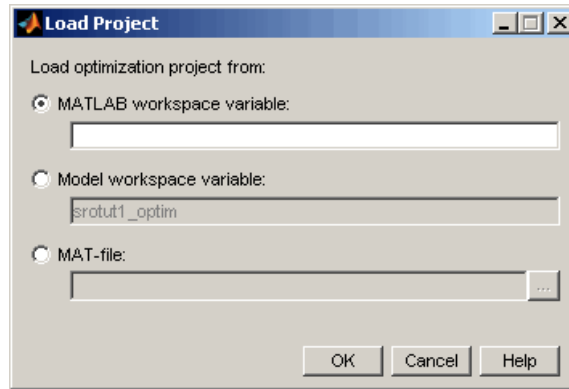 Load Project
Load optimization project from:
MATLAB workspace variable:
Model workspace variable:
srotut1_optim
MAT-file:
...
OK Cancel Help